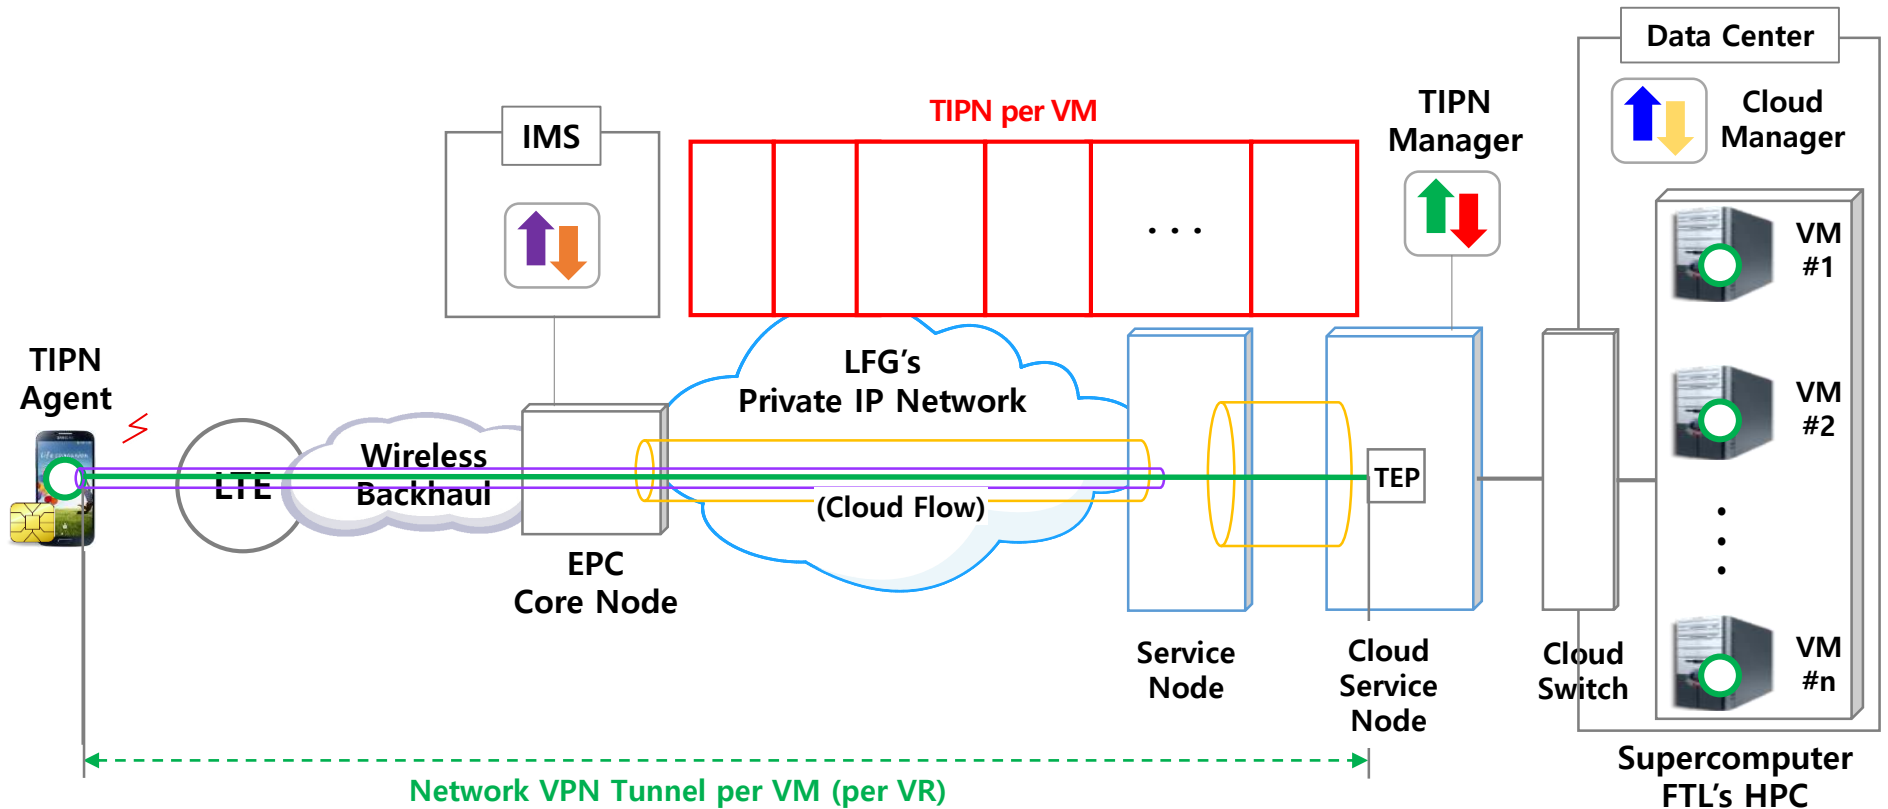 Data Center
Cloud
Manager
TIPN per VM
TIPN
Manager
IMS
VM
#1
. . .
LFG's
Private IP Network
TIPN
Agent
VM
#2
LTE
Wireless
Backhaul
TEP
(Cloud Flow)
EPC
Core Node
Service
Node
Cloud
Service
Node
Cloud
Switch
VM
#n
Supercomputer
FTL's HPC
Network VPN Tunnel per VM (per VR)